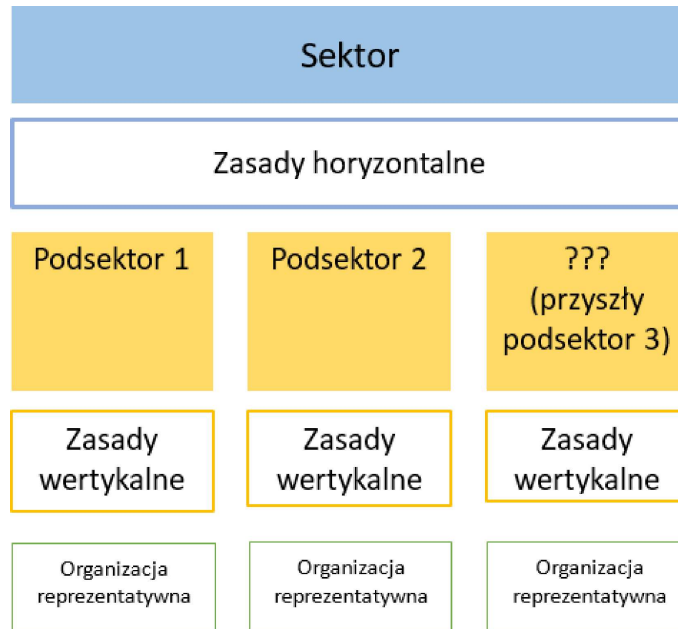 Sektor
Zasady horyzontalne
Podsektor 1
Podsektor 2
???
(przyszły
podsektor 3)
Zasady
wertykalne
Zasady
wertykalne
Zasady
wertykalne
Organizacja
reprezentatywna
Organizacja
reprezentatywna
Organizacja
reprezentatywna